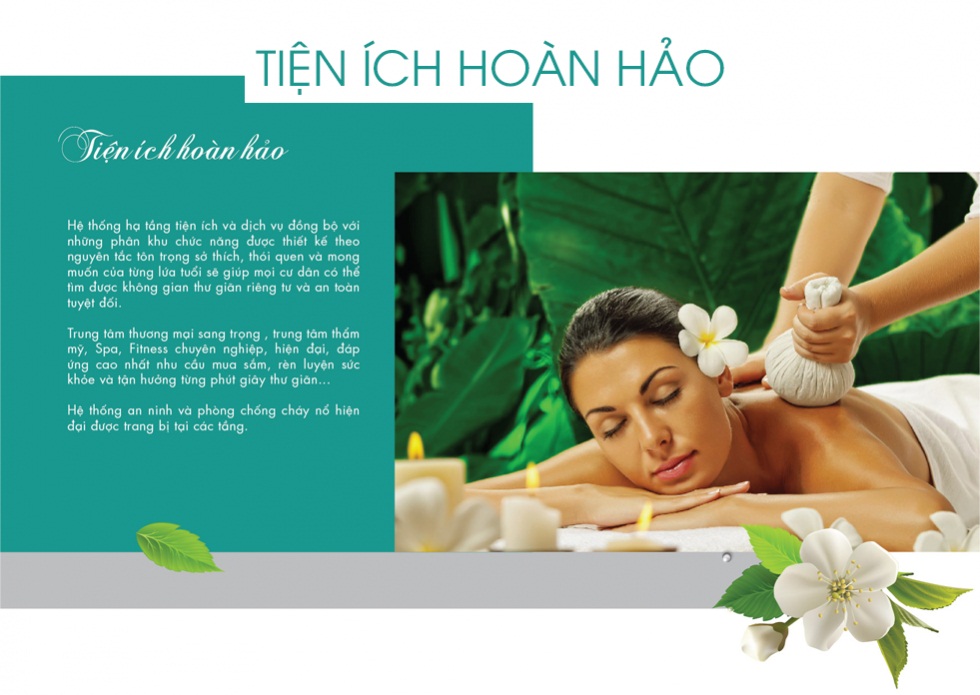 TIỆN ÍCH HOÀN HẢO
Tiện ích hoàn hảo
Hệ thống hạ tầng tiện ích và dịch vụ đồng bộ với
những phân khu chức năng được thiết kế theo
nguyên tắc tôn trọng sở thích, thói quen và mong
muốn của từng lứa tuổi sẽ giúp mọi cư dân có thể
tìm được không gian thư giãn riêng tư và an toàn
tuyệt đối.
Trung tâm thương mại sang trọng , trung tâm thẩm
mỹ, Spa, Fitness chuyên nghiệp, hiện đại, đáp
ứng cao nhất nhu cầu mua sắm, rèn luyện sức
khỏe và tận hưởng từng phút giây thư giãn...
Hệ thống an ninh và phòng chống cháy nổ hiện
đại được trang bị tại các tầng.